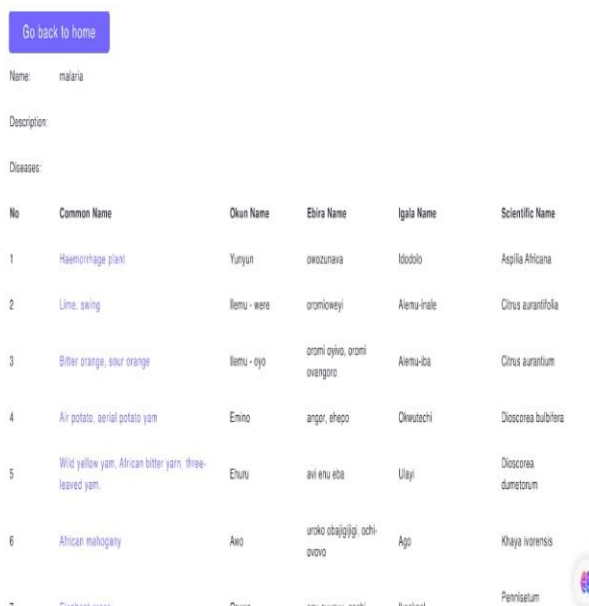 Go back to home
Name: malaria
Description:
Diseases:
No Common Name Okun Name Ebira Name Igala Name Scientific Name
1 Haemorrhage plant Yunyun owozunava Idodolo Aspilia Africana
2 Lime, swing Ilemu - were oromioweyi Alemu-inale Citrus aurantifolia
3 Bitter orange, sour orange Ilemu - oyo oromi oyivo, oromi ovangoro Alemu-iba Citrus aurantium
4 Air potato, aerial potato yam Emino angor, ehepo Okwutechi Dioscorea bulbifera
5 Wild yellow yam, African bitter yarn, three-leaved yam, Ehuru avi enu eba Ulayi Dioscorea dumetorum
6 African mahogany Awo uroko obajigijigi, ochi-ovovo Ago Khaya ivorensis
Pennisetum